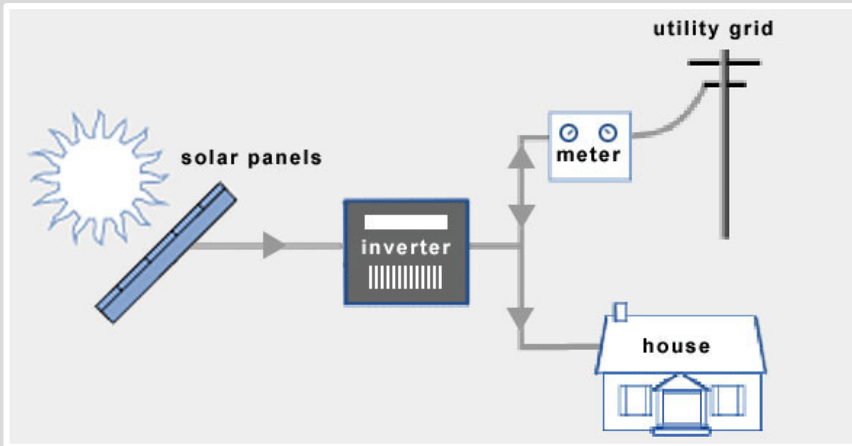 utility grid
solar panels
meter
inverter
house